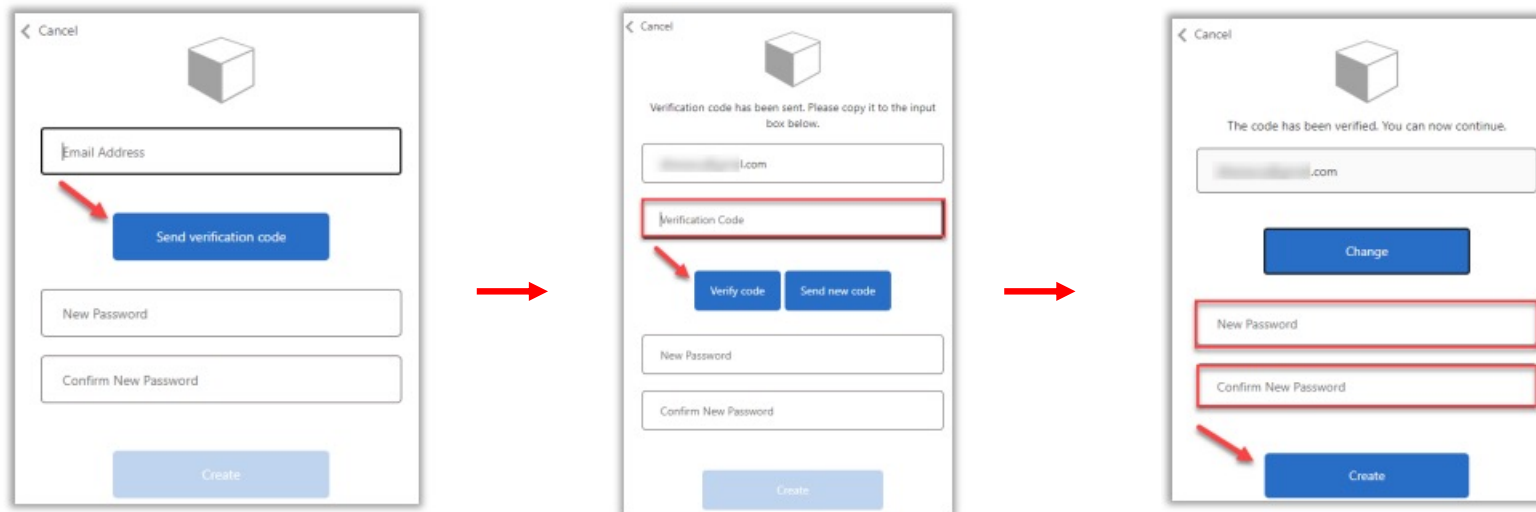 Cancel
Email Address
Send verification code
New Password
Confirm New Password
Create
Cancel
Verification code has been sent. Please copy it to the input
box below.
l.com
Verification Code
Verify code
Send new code
New Password
Confirm New Password
Create
Cancel
The code has been verified. You can now continue.
.com
Change
New Password
Confirm New Password
Create